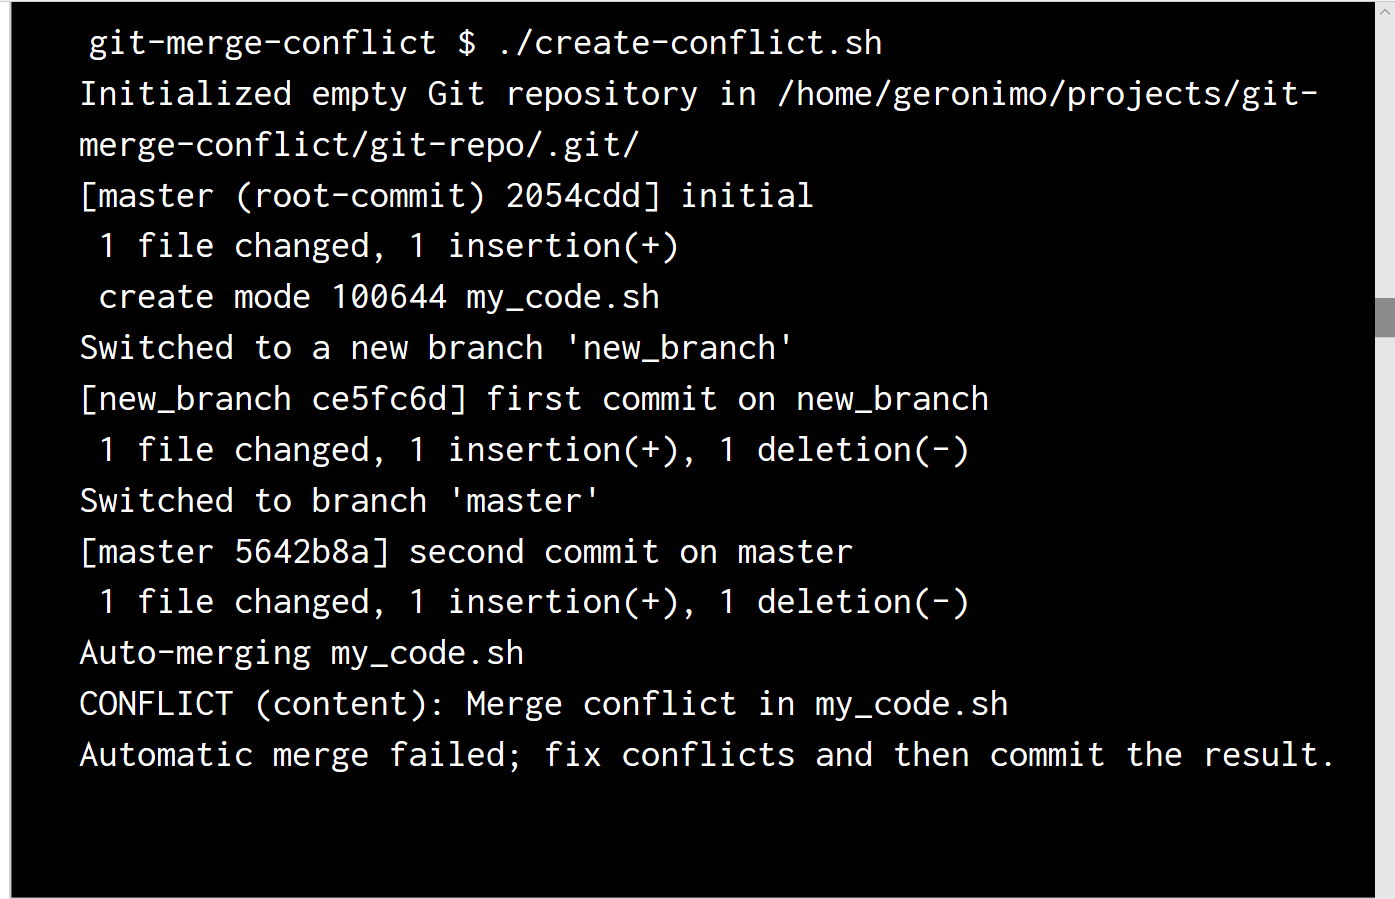 git-merge-conflict $ ./create-conflict.sh
Initialized empty Git repository in /home/geronimo/projects/git-
merge-conflict/git-repo/.git/
[master (root-commit) 2054cdd] initial
 1 file changed, 1 insertion(+)
 create mode 100644 my_code.sh
Switched to a new branch 'new_branch'
[new_branch ce5fc6d] first commit on new_branch
 1 file changed, 1 insertion(+), 1 deletion(-)
Switched to branch 'master'
[master 5642b8a] second commit on master
 1 file changed, 1 insertion(+), 1 deletion(-)
Auto-merging my_code.sh
CONFLICT (content): Merge conflict in my_code.sh
Automatic merge failed; fix conflicts and then commit the result.